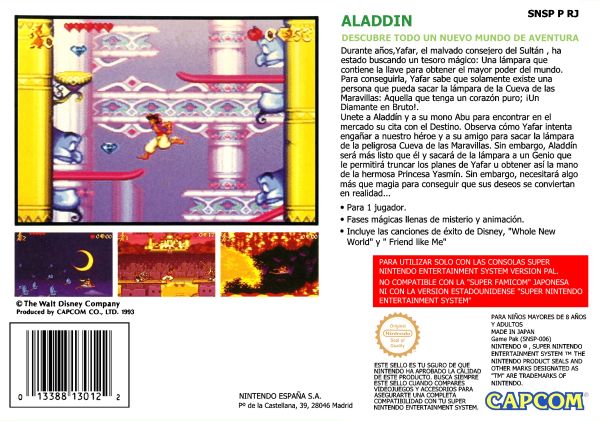 ALADDIN
SNSP P RJ
DESCUBRE TODO UN NUEVO MUNDO DE AVENTURA
Durante años,Yafar, el malvado consejero del Sultán , ha
estado buscando un tesoro mágico: Una lámpara que
contiene la llave para obtener el mayor poder del mundo.
Para conseguirla, Yafar sabe que solamente existe una
persona que pueda sacar la lámpara de la Cueva de las
Maravillas: Aquella que tenga un corazón puro; ¡Un
Diamante en Bruto!.
Unete a Aladdín y a su mono Abu para encontrar en el
mercado su cita con el Destino. Observa cómo Yafar intenta
engañar a nuestro héroe y a su amigo para sacar la lámpara
de la peligrosa Cueva de las Maravillas. Sin embargo, Aladdín
será más listo que él y sacará de la lámpara a un Genio que
le permitirá truncar los planes de Yafar u obtener así la mano
de la hermosa Princesa Yasmín. Sin embargo, necesitará algo
más que magia para conseguir que sus deseos se conviertan
en realidad...
• Para 1 jugador.
• Fases mágicas llenas de misterio y animación.
• Incluye las canciones de éxito de Disney, "Whole New
World" y " Friend like Me"
PARA UTILIZAR SOLO CON LAS CONSOLAS SUPER
NINTENDO ENTERTAINMENT SYSTEM VERSION PAL.
NO COMPATIBLE CON LA "SUPER FAMICOM" JAPONESA
NI CON LA VERSION ESTADOUNIDENSE "SUPER NINTENDO
ENTERTAINMENT SYSTEM"
© The Walt Disney Company
Produced by CAPCOM CO., LTD. 1993
0 13388 13012 2
NINTENDO ESPAÑA S.A.
Pº de la Castellana, 39, 28046 Madrid
Original
Nintendo
Seal of
Quality
ESTE SELLO ES TU SGURO DE QUE
NINTENDO HA APROBADO LA CALIDAD
DE ESTE PRODUCTO. BUSCA SIEMPRE
ESTE SELLO CUANDO COMPARES
VIDEOJUEGOS Y ACCESORIOS PARA
ASEGURARTE UNA COMPLETA
COMPATIBILIDAD CON TU SUPER
NINTENDO ENTERTAINMENT SYSTEM.
PARA NIÑOS MAYORES DE 8 AÑOS
Y ADULTOS
MADE IN JAPAN
Game Pak (SNSP-006)
NINTENDO ® , SUPER NINTENDO
ENTERTAINMENT SYSTEM ™ THE
NINTENDO PRODUCT SEALS AND
OTHER MARKS DESIGNATED AS
"TM" ARE TRADEMARKS OF
NINTENDO.
CAPCOM®